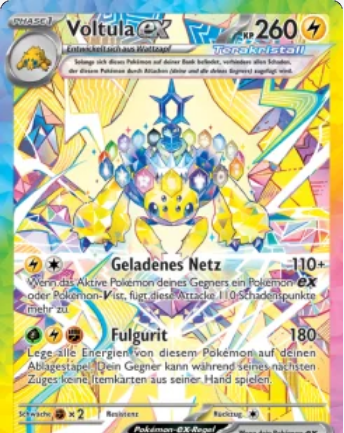 PHASE 1
Voltula ex KP 260
Entwickelt sich aus Wattzapf
Terakristall
Solange sich dieses Pokémon auf deiner Bank befindet, verhindere allen Schaden,
der diesem Pokémon durch Attacken (deine und die deines Gegners) zugefügt wird.
Geladenes Netz 110+
Wenn das Aktive Pokémon deines Gegners ein Pokémon-ex
oder Pokémon-V ist, fügt diese Attacke 110 Schadenspunkte
mehr zu.
Fulgurit 180
Lege alle Energien von diesem Pokémon auf deinen
Ablagestapel. Dein Gegner kann während seines nächsten
Zuges keine Itemkarten aus seiner Hand spielen.
Schwäche ×2 Resistenz Rückzug
Pokémon-ex-Regel
Wenn dein Pokémon-